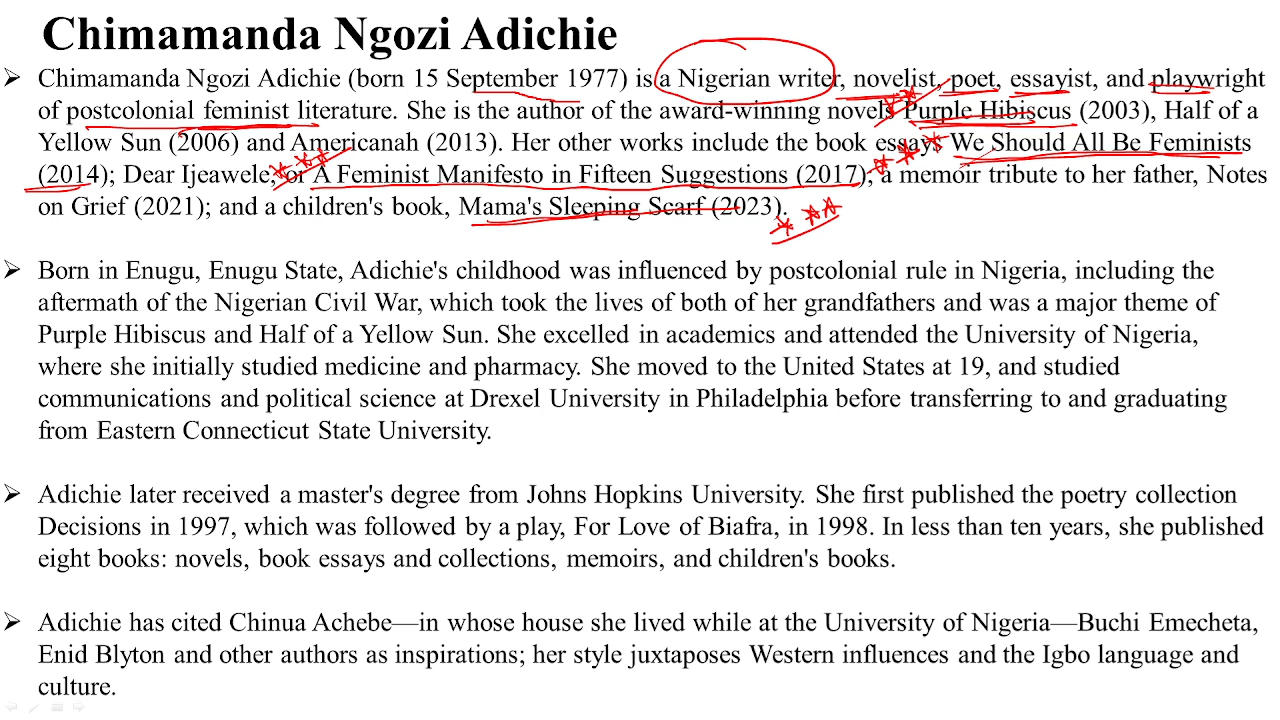 Chimamanda Ngozi Adichie
➢ Chimamanda Ngozi Adichie (born 15 September 1977) is a Nigerian writer, novelist, poet, essayist, and playwright
of postcolonial feminist literature. She is the author of the award-winning novels Purple Hibiscus (2003), Half of a
Yellow Sun (2006) and Americanah (2013). Her other works include the book essays We Should All Be Feminists
(2014); Dear Ijeawele, or A Feminist Manifesto in Fifteen Suggestions (2017); a memoir tribute to her father, Notes
on Grief (2021); and a children's book, Mama's Sleeping Scarf (2023).
➢ Born in Enugu, Enugu State, Adichie's childhood was influenced by postcolonial rule in Nigeria, including the
aftermath of the Nigerian Civil War, which took the lives of both of her grandfathers and was a major theme of
Purple Hibiscus and Half of a Yellow Sun. She excelled in academics and attended the University of Nigeria,
where she initially studied medicine and pharmacy. She moved to the United States at 19, and studied
communications and political science at Drexel University in Philadelphia before transferring to and graduating
from Eastern Connecticut State University.
➢ Adichie later received a master's degree from Johns Hopkins University. She first published the poetry collection
Decisions in 1997, which was followed by a play, For Love of Biafra, in 1998. In less than ten years, she published
eight books: novels, book essays and collections, memoirs, and children's books.
➢ Adichie has cited Chinua Achebe—in whose house she lived while at the University of Nigeria—Buchi Emecheta,
Enid Blyton and other authors as inspirations; her style juxtaposes Western influences and the Igbo language and
culture.